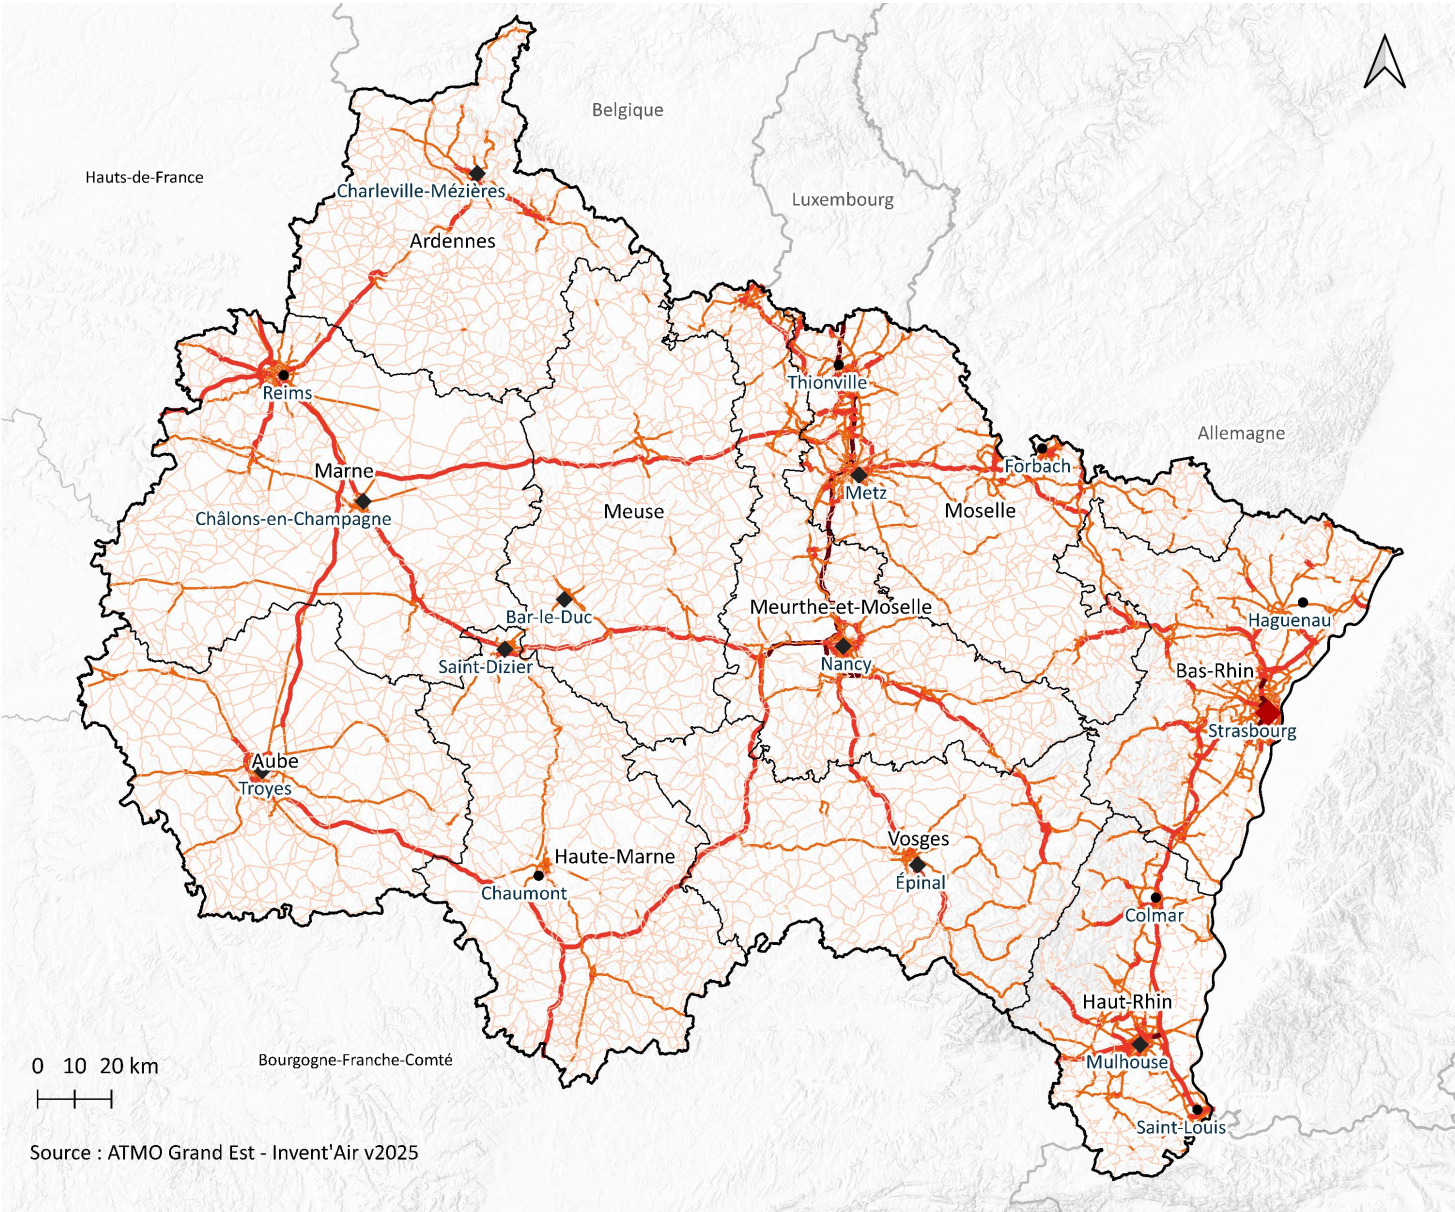 Belgique
Hauts-de-France
Charleville-Mézières
Luxembourg
Ardennes
Thionville
Reims
Allemagne
Forbach
Marne
Metz
Châlons-en-Champagne
Meuse
Moselle
Meurthe-et-Moselle
Bar-le-Duc
Haguenau
Saint-Dizier
Nancy
Bas-Rhin
Strasbourg
Aube
Troyes
Vosges
Haute-Marne
Épinal
Chaumont
Colmar
Haut-Rhin
Bourgogne-Franche-Comté
Mulhouse
0 10 20 km
Saint-Louis
Source : ATMO Grand Est - Invent'Air v2025